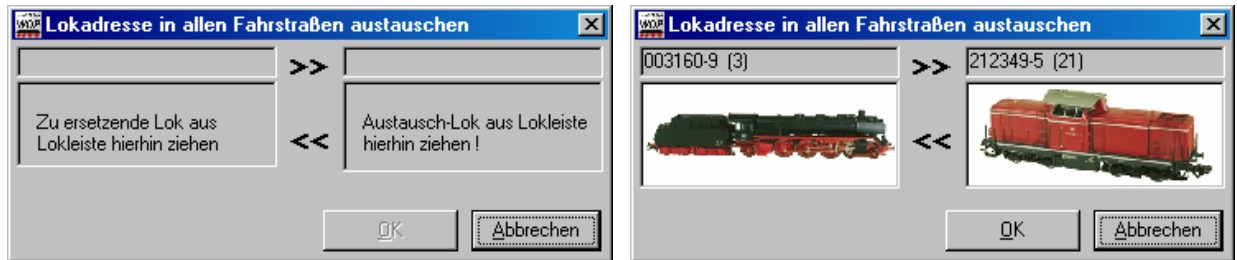 Lokadresse in allen Fahrstraßen austauschen
>>
Zu ersetzende Lok aus
Lokleiste hierhin ziehen
<<
Austausch-Lok aus Lokleiste
hierhin ziehen !
OK
Abbrechen
Lokadresse in allen Fahrstraßen austauschen
003160-9 (3)
>>
212349-5 (21)
<<
OK
Abbrechen